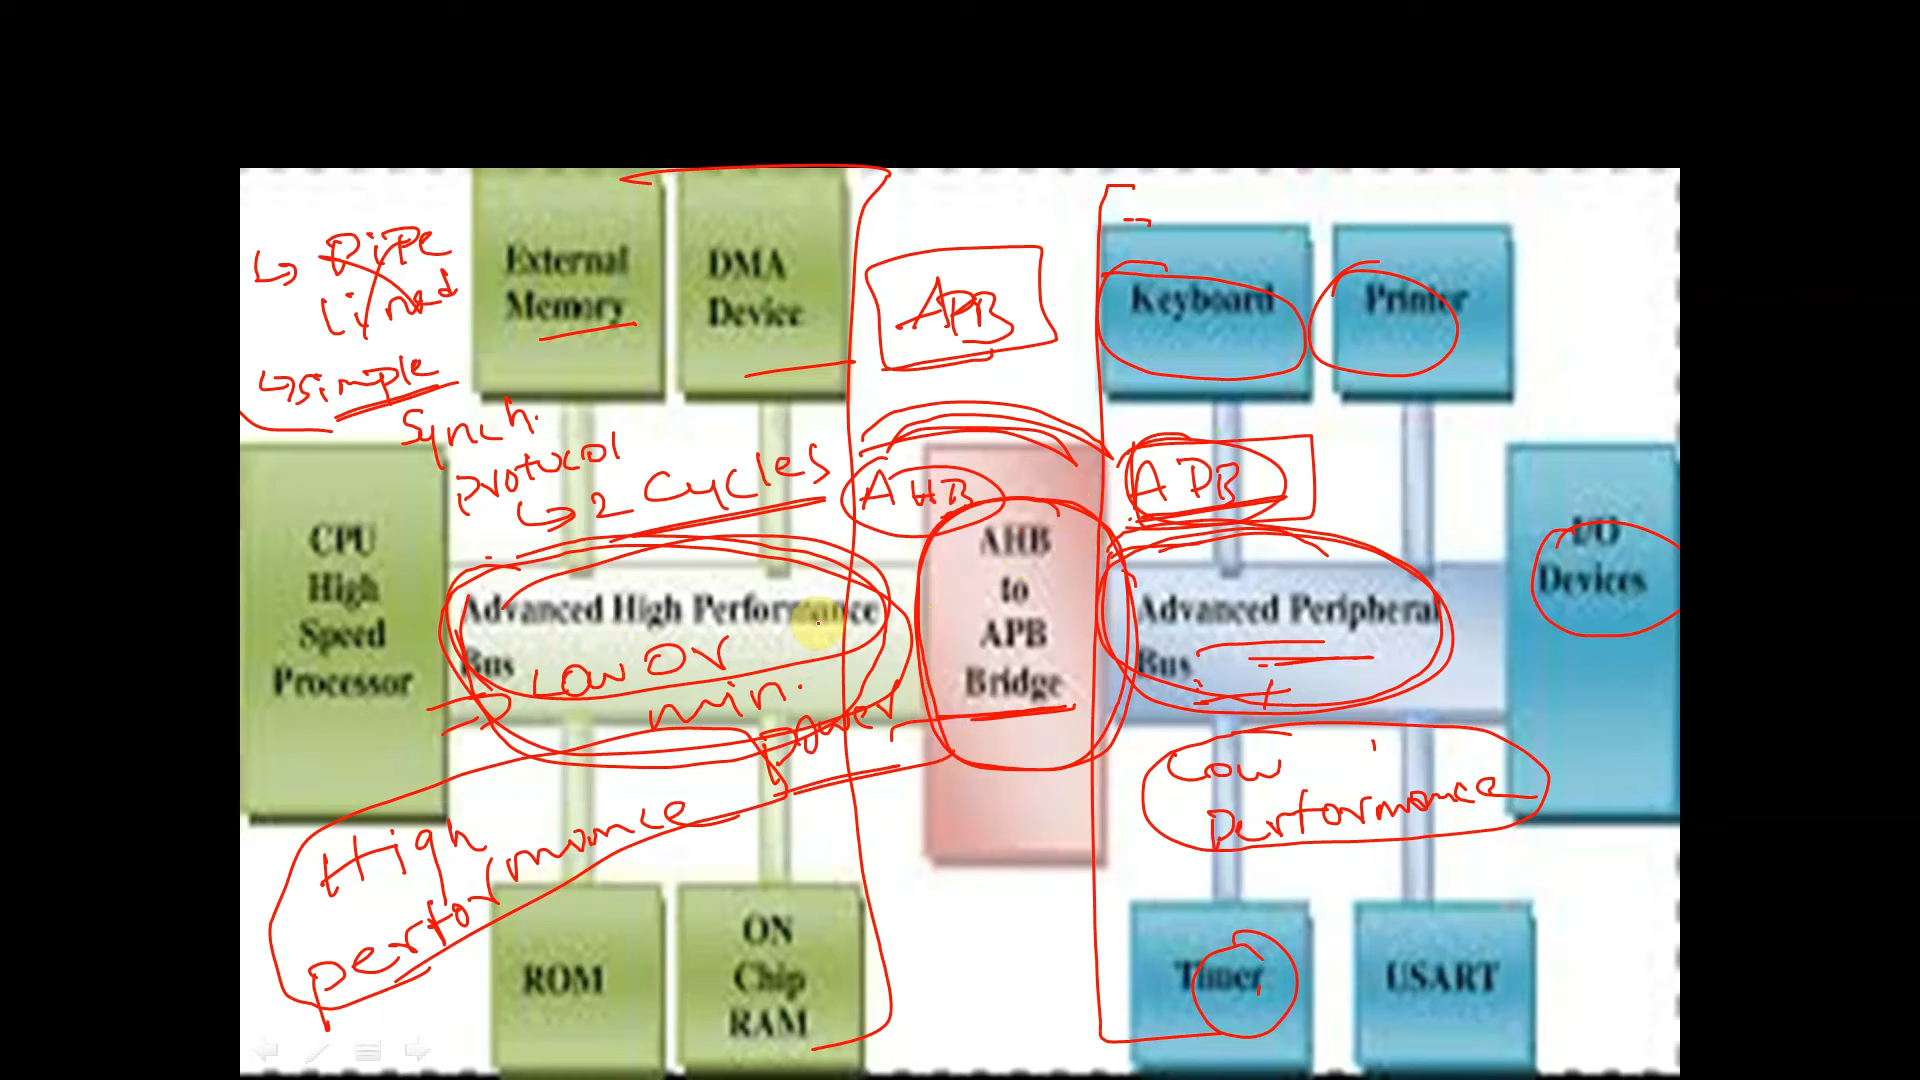 External
Memory
DMA
Device
Keyboard
Printer
CPU
High
Speed
Processor
Advanced High Performance
Bus
AHB
to
APB
Bridge
Advanced Peripheral
Bus
I/O
Devices
ROM
ON
Chip
RAM
Timer
USART
↳ Pipe
lined
↳ simple
synch.
protocol
↳ 2 cycles
APB
AHB
APB
Low
min.
power
High
performance
Low
performance